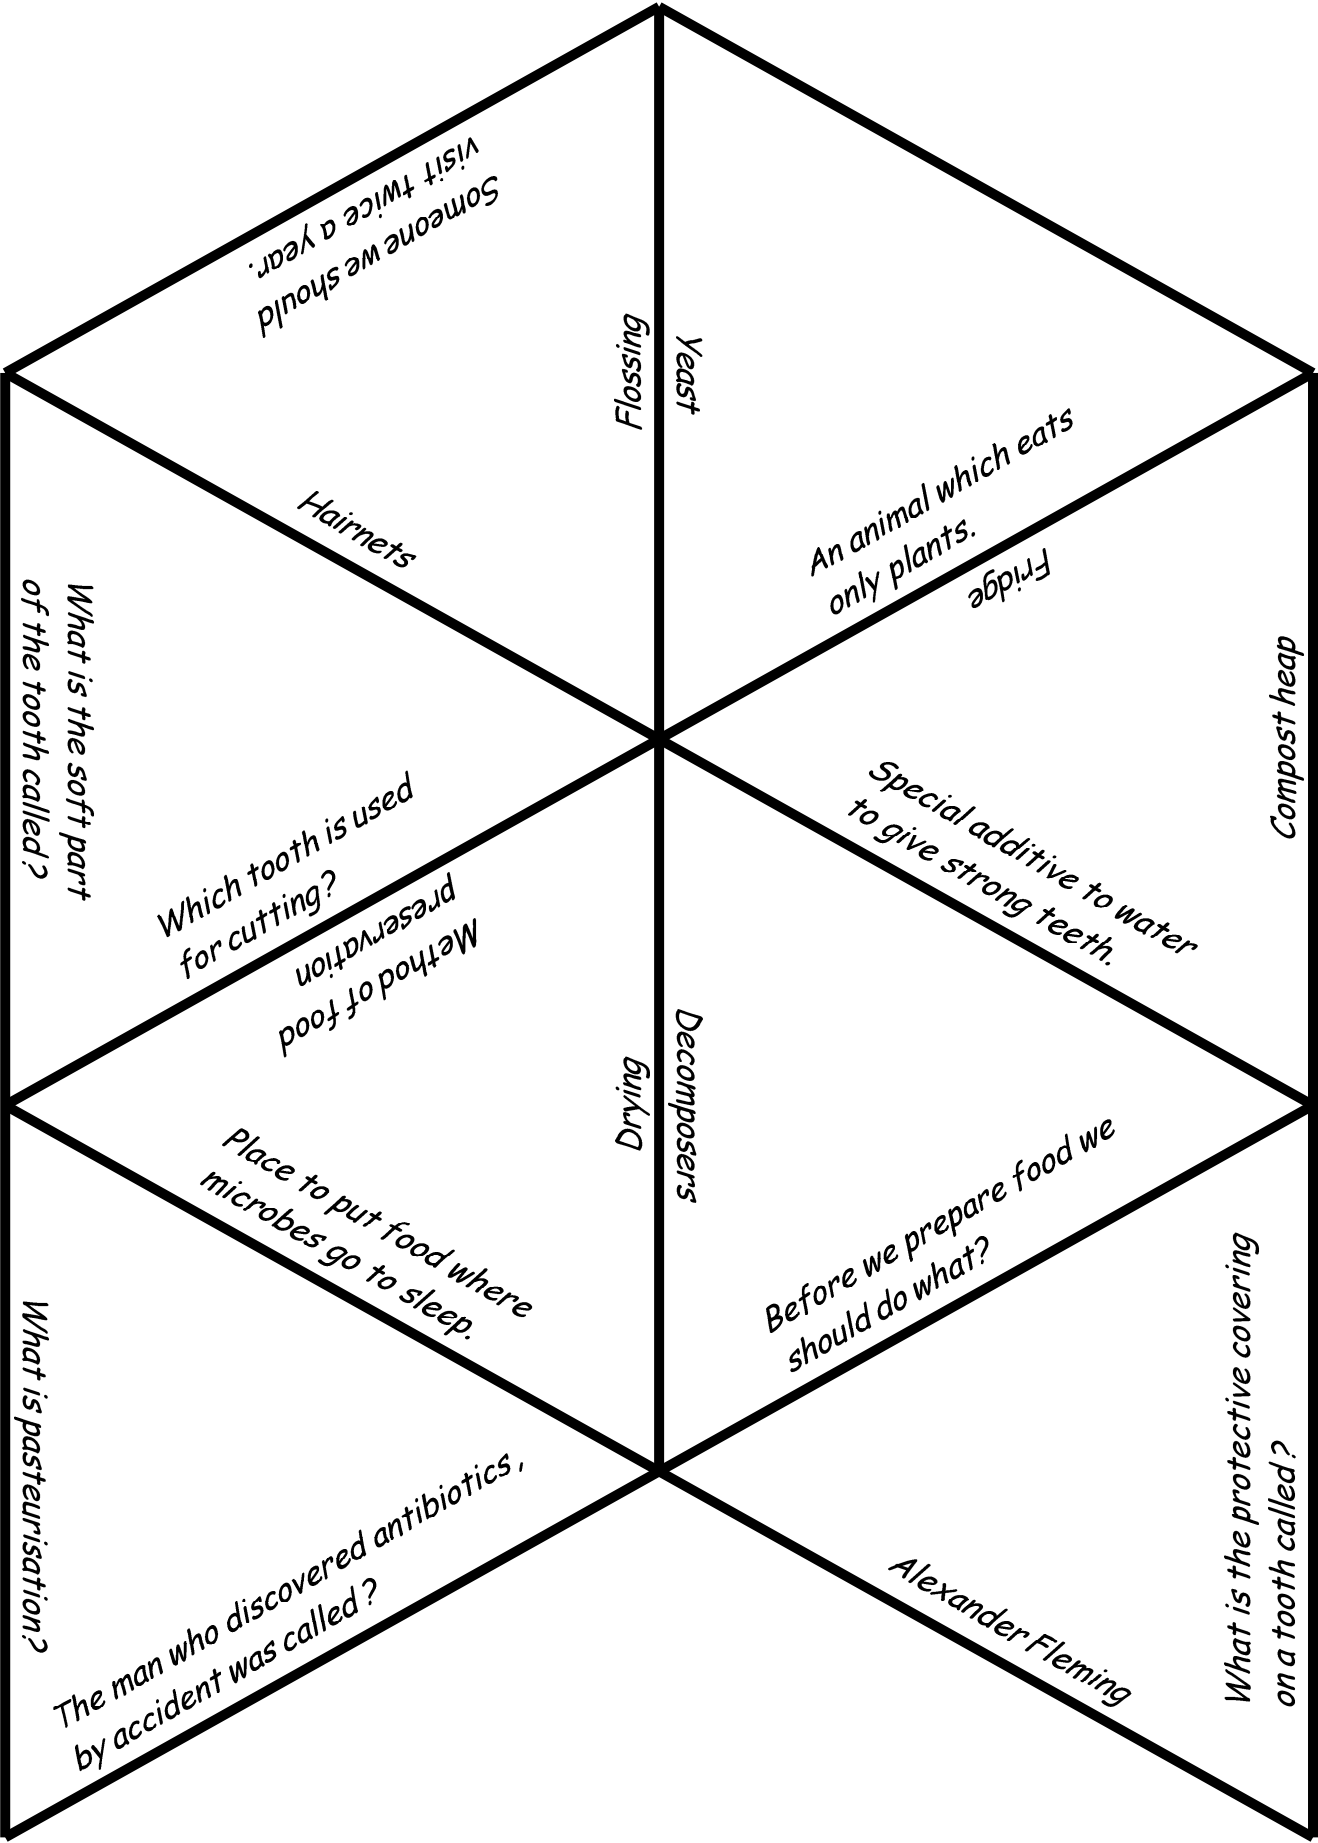 Someone we should
visit twice a year.
Flossing
Yeast
Hairnets
An animal which eats
only plants.
Fridge
What is the soft part
of the tooth called?
Compost heap
Which tooth is used
for cutting?
Special additive to water
to give strong teeth.
Method of food
preservation
Drying
Decomposers
Place to put food where
microbes go to sleep.
Before we prepare food we
should do what?
What is pasteurisation?
What is the protective covering
on a tooth called?
The man who discovered antibiotics,
by accident was called?
Alexander Fleming